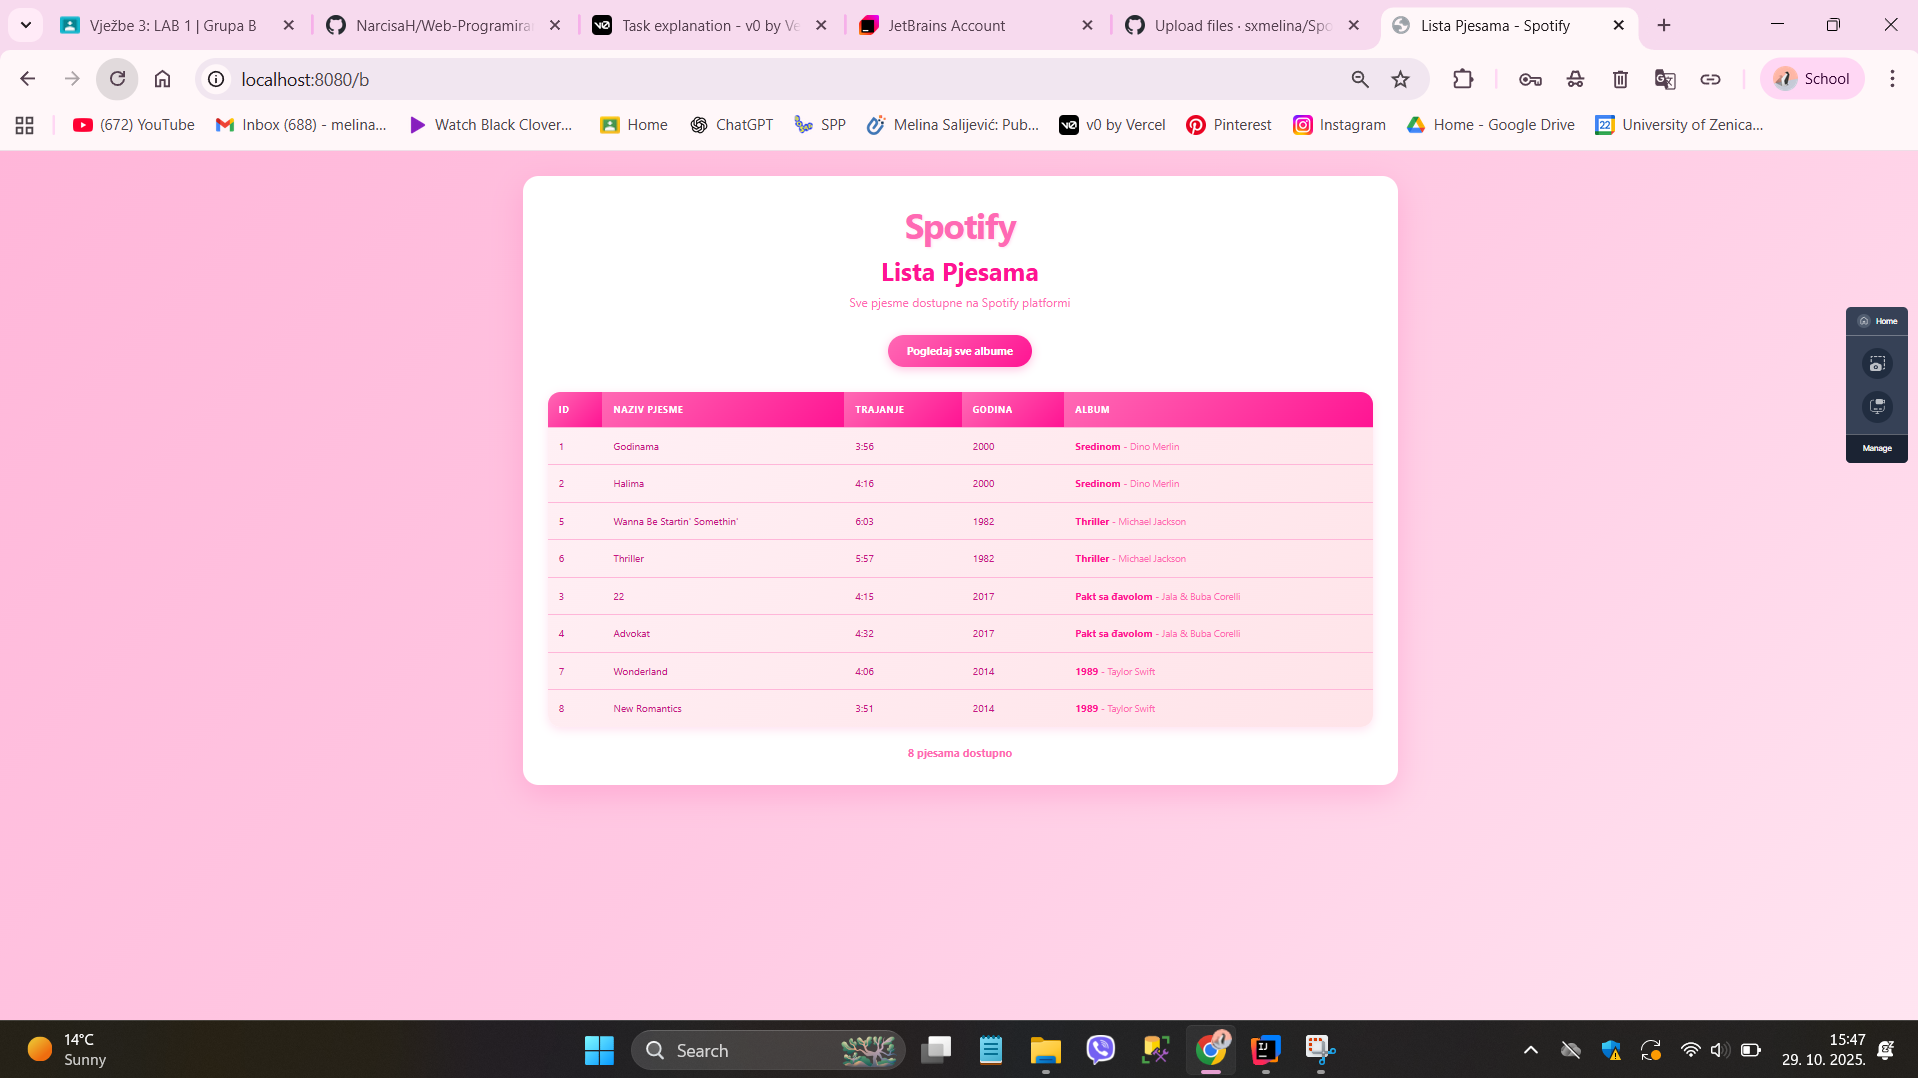 Vježbe 3: LAB 1 | Grupa B
NarcisaH/Web-Programiran
Task explanation - v0 by Ve
JetBrains Account
Upload files · sxmelina/Spo
Lista Pjesama - Spotify
localhost:8080/b
School
(672) YouTube
Inbox (688) - melina...
Watch Black Clover...
Home
ChatGPT
SPP
Melina Salijević: Pub...
v0 by Vercel
Pinterest
Instagram
Home - Google Drive
22
University of Zenica...
Spotify
Lista Pjesama
Sve pjesme dostupne na Spotify platformi
Pogledaj sve albume
ID NAZIV PJESME TRAJANJE GODINA ALBUM
1 Godinama 3:56 2000 Sredinom - Dino Merlin
2 Halima 4:16 2000 Sredinom - Dino Merlin
5 Wanna Be Startin' Somethin' 6:03 1982 Thriller - Michael Jackson
6 Thriller 5:57 1982 Thriller - Michael Jackson
3 22 4:15 2017 Pakt sa đavolom - Jala & Buba Corelli
4 Advokat 4:32 2017 Pakt sa đavolom - Jala & Buba Corelli
7 Wonderland 4:06 2014 1989 - Taylor Swift
8 New Romantics 3:51 2014 1989 - Taylor Swift
8 pjesama dostupno
Home
Manage
14°C
Sunny
Search
15:47
29. 10. 2025.